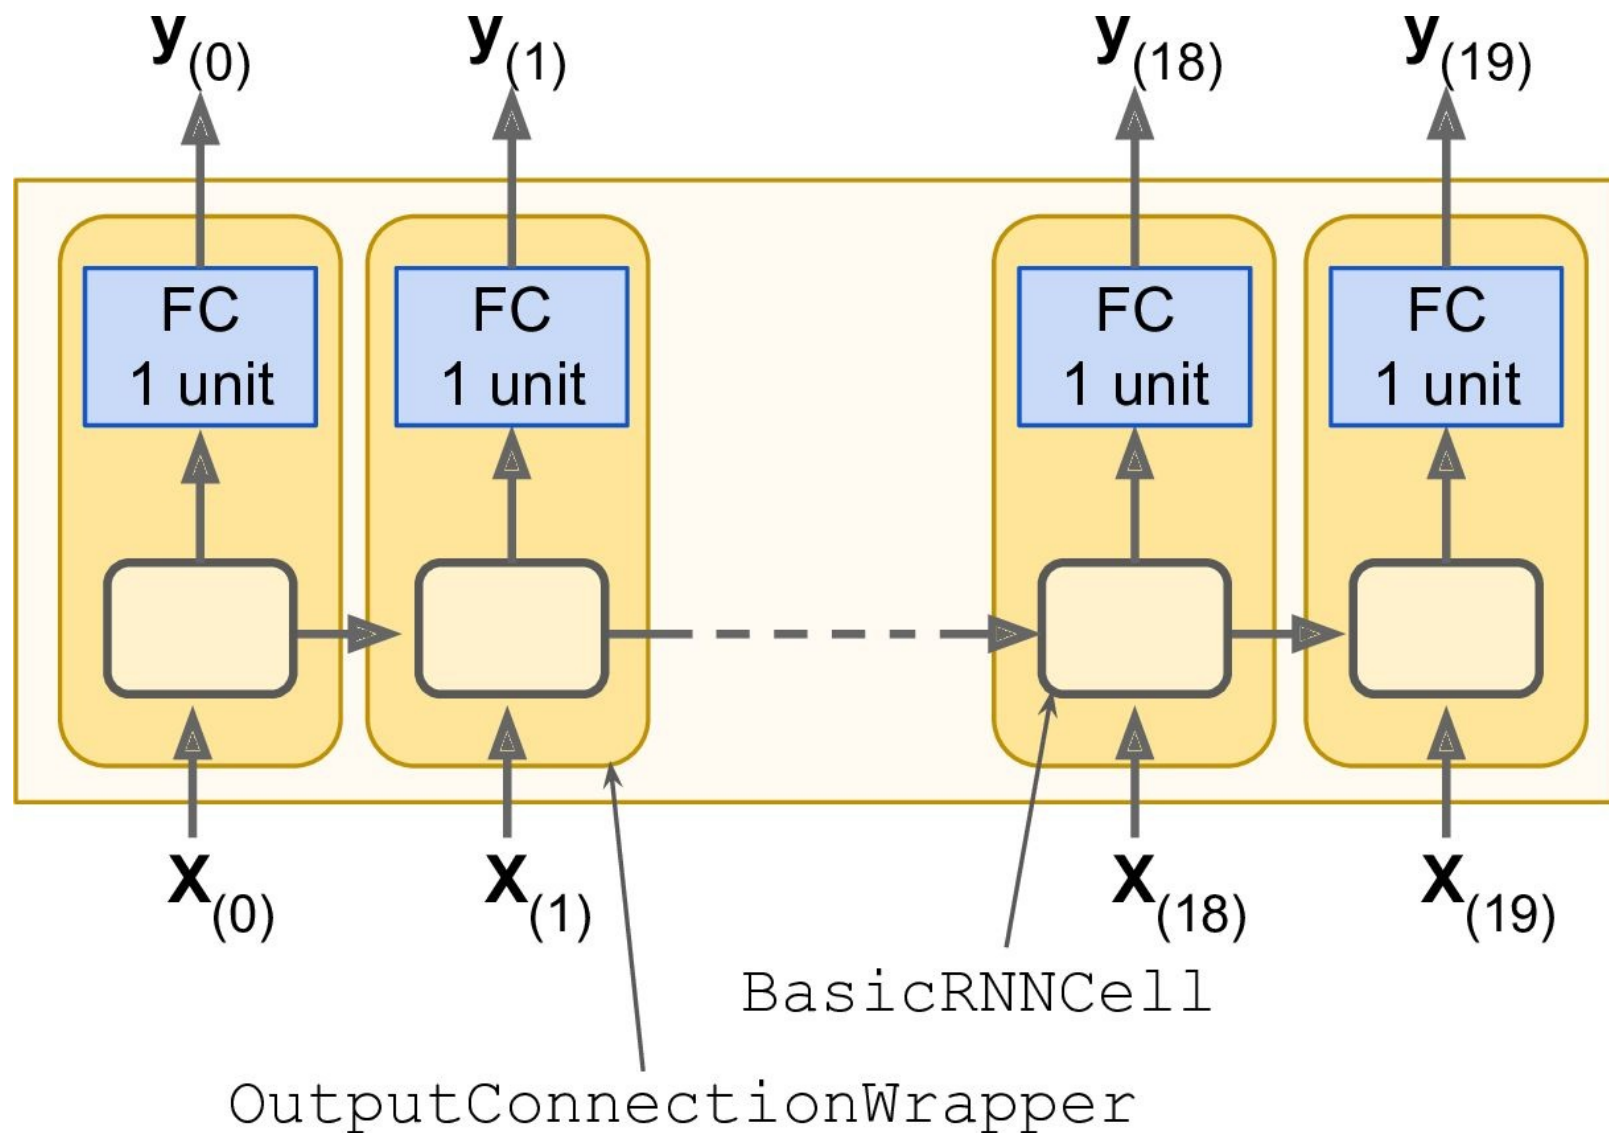 y(0) y(1) y(18) y(19)
FC FC FC FC
1 unit 1 unit 1 unit 1 unit
X(0) X(1) X(18) X(19)
BasicRNNCell
OutputConnectionWrapper